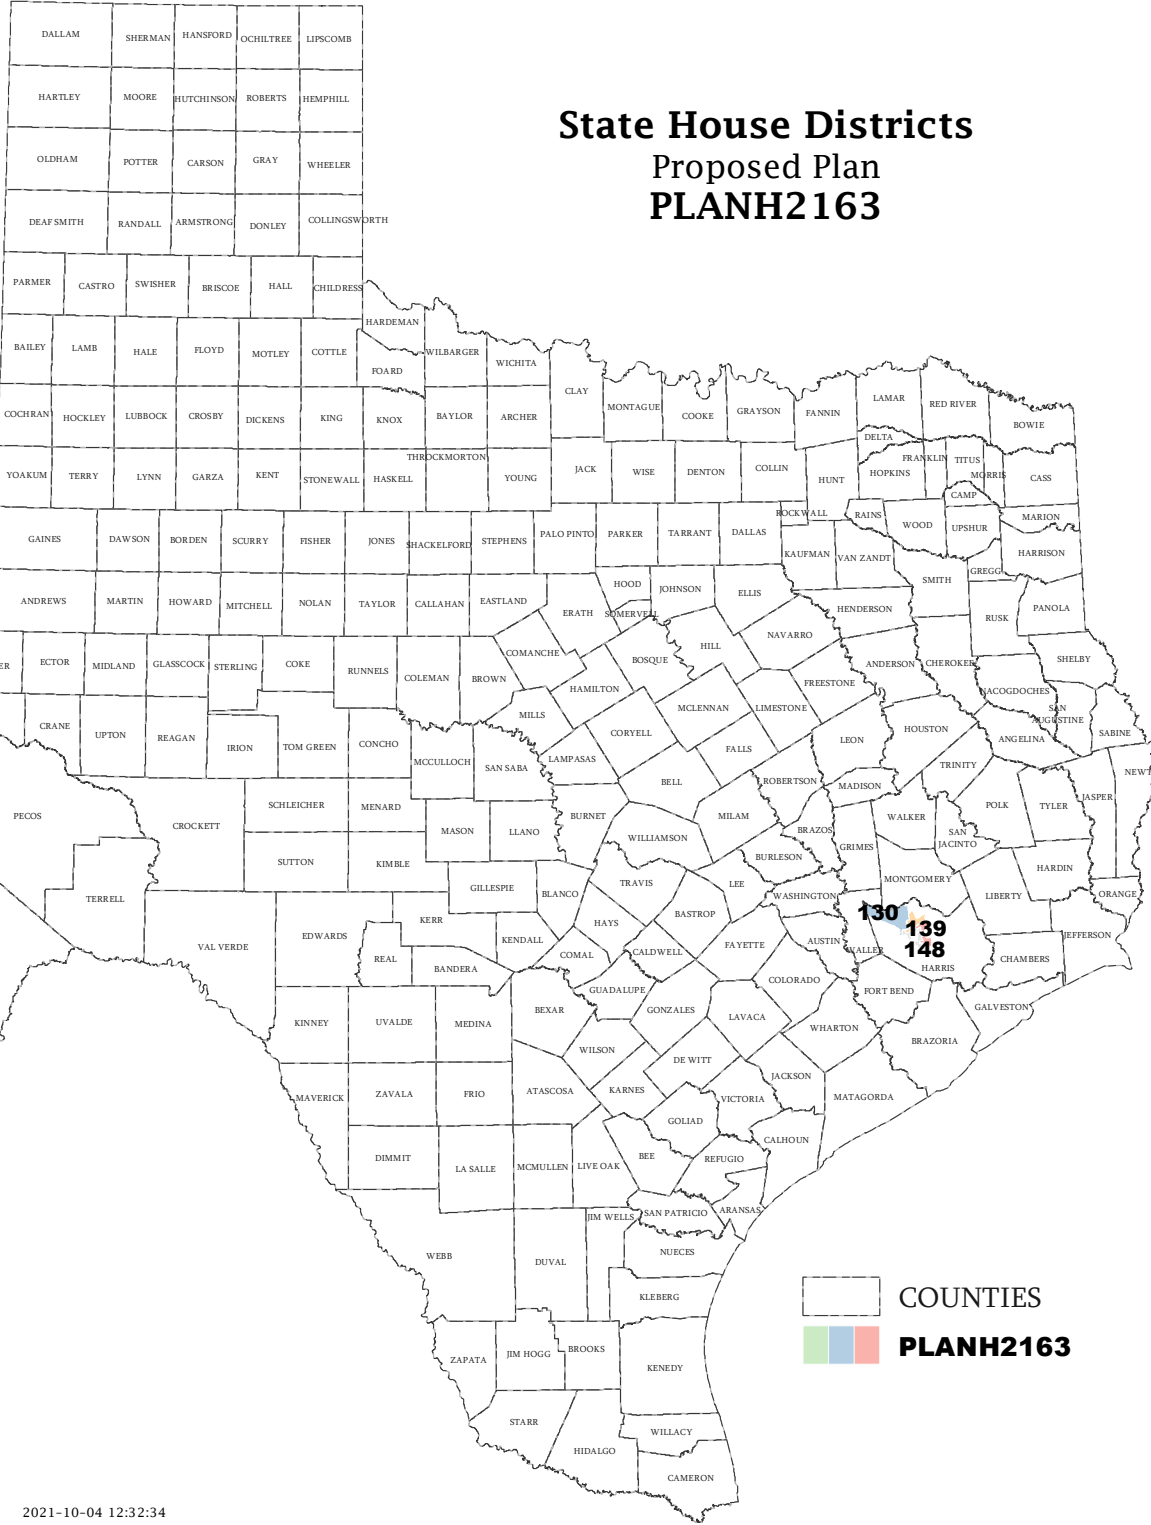 State House Districts
Proposed Plan
PLANH2163
DALLAM SHERMAN HANSFORD OCHILTREE LIPSCOMB
HARTLEY MOORE HUTCHINSON ROBERTS HEMPHILL
OLDHAM POTTER CARSON GRAY WHEELER
DEAF SMITH RANDALL ARMSTRONG DONLEY COLLINGSWORTH
PARMER CASTRO SWISHER BRISCOE HALL CHILDRESS
HARDEMAN
BAILEY LAMB HALE FLOYD MOTLEY COTTLE WILBARGER WICHITA
FOARD
CLAY
COCHRAN HOCKLEY LUBBOCK CROSBY DICKENS KING KNOX BAYLOR ARCHER MONTAGUE COOKE GRAYSON FANNIN LAMAR RED RIVER BOWIE
DELTA
THROCKMORTON FRANKLIN TITUS
YOAKUM TERRY LYNN GARZA KENT STONEWALL HASKELL YOUNG JACK WISE DENTON COLLIN HUNT HOPKINS MORRIS CASS
CAMP
ROCKWALL RAINS WOOD UPSHUR MARION
GAINES DAWSON BORDEN SCURRY FISHER JONES SHACKELFORD STEPHENS PALO PINTO PARKER TARRANT DALLAS
KAUFMAN VAN ZANDT HARRISON
GREGG
SMITH
ANDREWS MARTIN HOWARD MITCHELL NOLAN TAYLOR CALLAHAN EASTLAND ERATH HOOD JOHNSON ELLIS
SOMERVELL HENDERSON RUSK PANOLA
NAVARRO
HILL
ER ECTOR MIDLAND GLASSCOCK STERLING COKE RUNNELS COLEMAN BROWN COMANCHE BOSQUE ANDERSON CHEROKEE SHELBY
HAMILTON FREESTONE NACOGDOCHES
MILLS MCLENNAN LIMESTONE SAN
AUGUSTINE
CRANE UPTON REAGAN IRION TOM GREEN CONCHO CORYELL FALLS LEON HOUSTON ANGELINA SABINE
MCCULLOCH SAN SABA LAMPASAS BELL ROBERTSON MADISON TRINITY NEWT
PECOS CROCKETT SCHLEICHER MENARD MASON LLANO BURNET WILLIAMSON MILAM BRAZOS GRIMES WALKER SAN
JACINTO
POLK TYLER JASPER
SUTTON KIMBLE BURLESON
TERRELL GILLESPIE BLANCO TRAVIS LEE WASHINGTON MONTGOMERY LIBERTY HARDIN ORANGE
130
VAL VERDE EDWARDS KERR KENDALL HAYS BASTROP FAYETTE AUSTIN WALLER
139
JEFFERSON
148
REAL BANDERA COMAL CALDWELL HARRIS CHAMBERS
GUADALUPE COLORADO FORT BEND GALVESTON
KINNEY UVALDE MEDINA BEXAR GONZALES LAVACA WHARTON BRAZORIA
WILSON DE WITT
MAVERICK ZAVALA FRIO ATASCOSA KARNES VICTORIA JACKSON MATAGORDA
GOLIAD CALHOUN
DIMMIT LA SALLE MCMULLEN LIVE OAK BEE REFUGIO
JIM WELLS SAN PATRICIO ARANSAS
WEBB DUVAL NUECES
KLEBERG
ZAPATA JIM HOGG BROOKS KENEDY
STARR HIDALGO WILLACY
CAMERON
COUNTIES
PLANH2163
2021-10-04 12:32:34